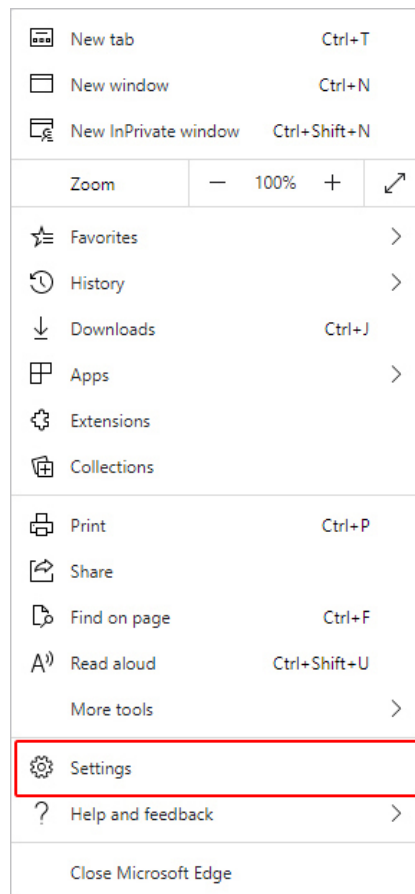 New tab Ctrl+T
New window Ctrl+N
New InPrivate window Ctrl+Shift+N
Zoom — 100% +
Favorites
History
Downloads Ctrl+J
Apps
Extensions
Collections
Print Ctrl+P
Share
Find on page Ctrl+F
Read aloud Ctrl+Shift+U
More tools
Settings
Help and feedback
Close Microsoft Edge